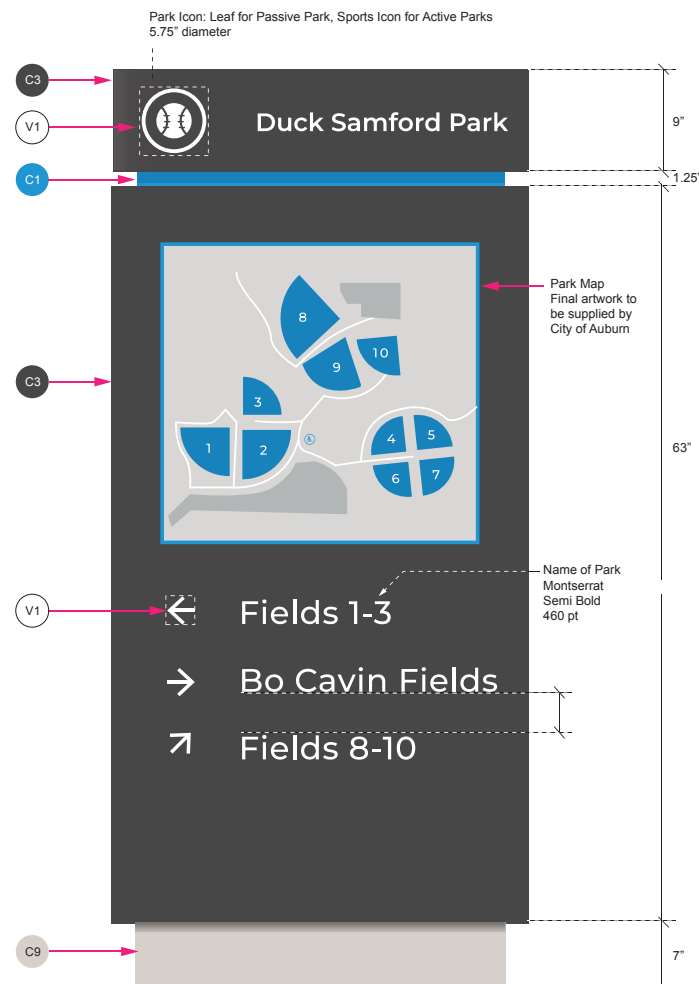 Park Icon: Leaf for Passive Park, Sports Icon for Active Parks
5.75” diameter
C3
V1
Duck Samford Park
9”
C1
1.25”
Park Map
Final artwork to
be supplied by
City of Auburn
8
9
10
3
1
2
4
5
6
7
C3
63”
Name of Park
Montserrat
Semi Bold
460 pt
V1
Fields 1-3
Bo Cavin Fields
Fields 8-10
C9
7”